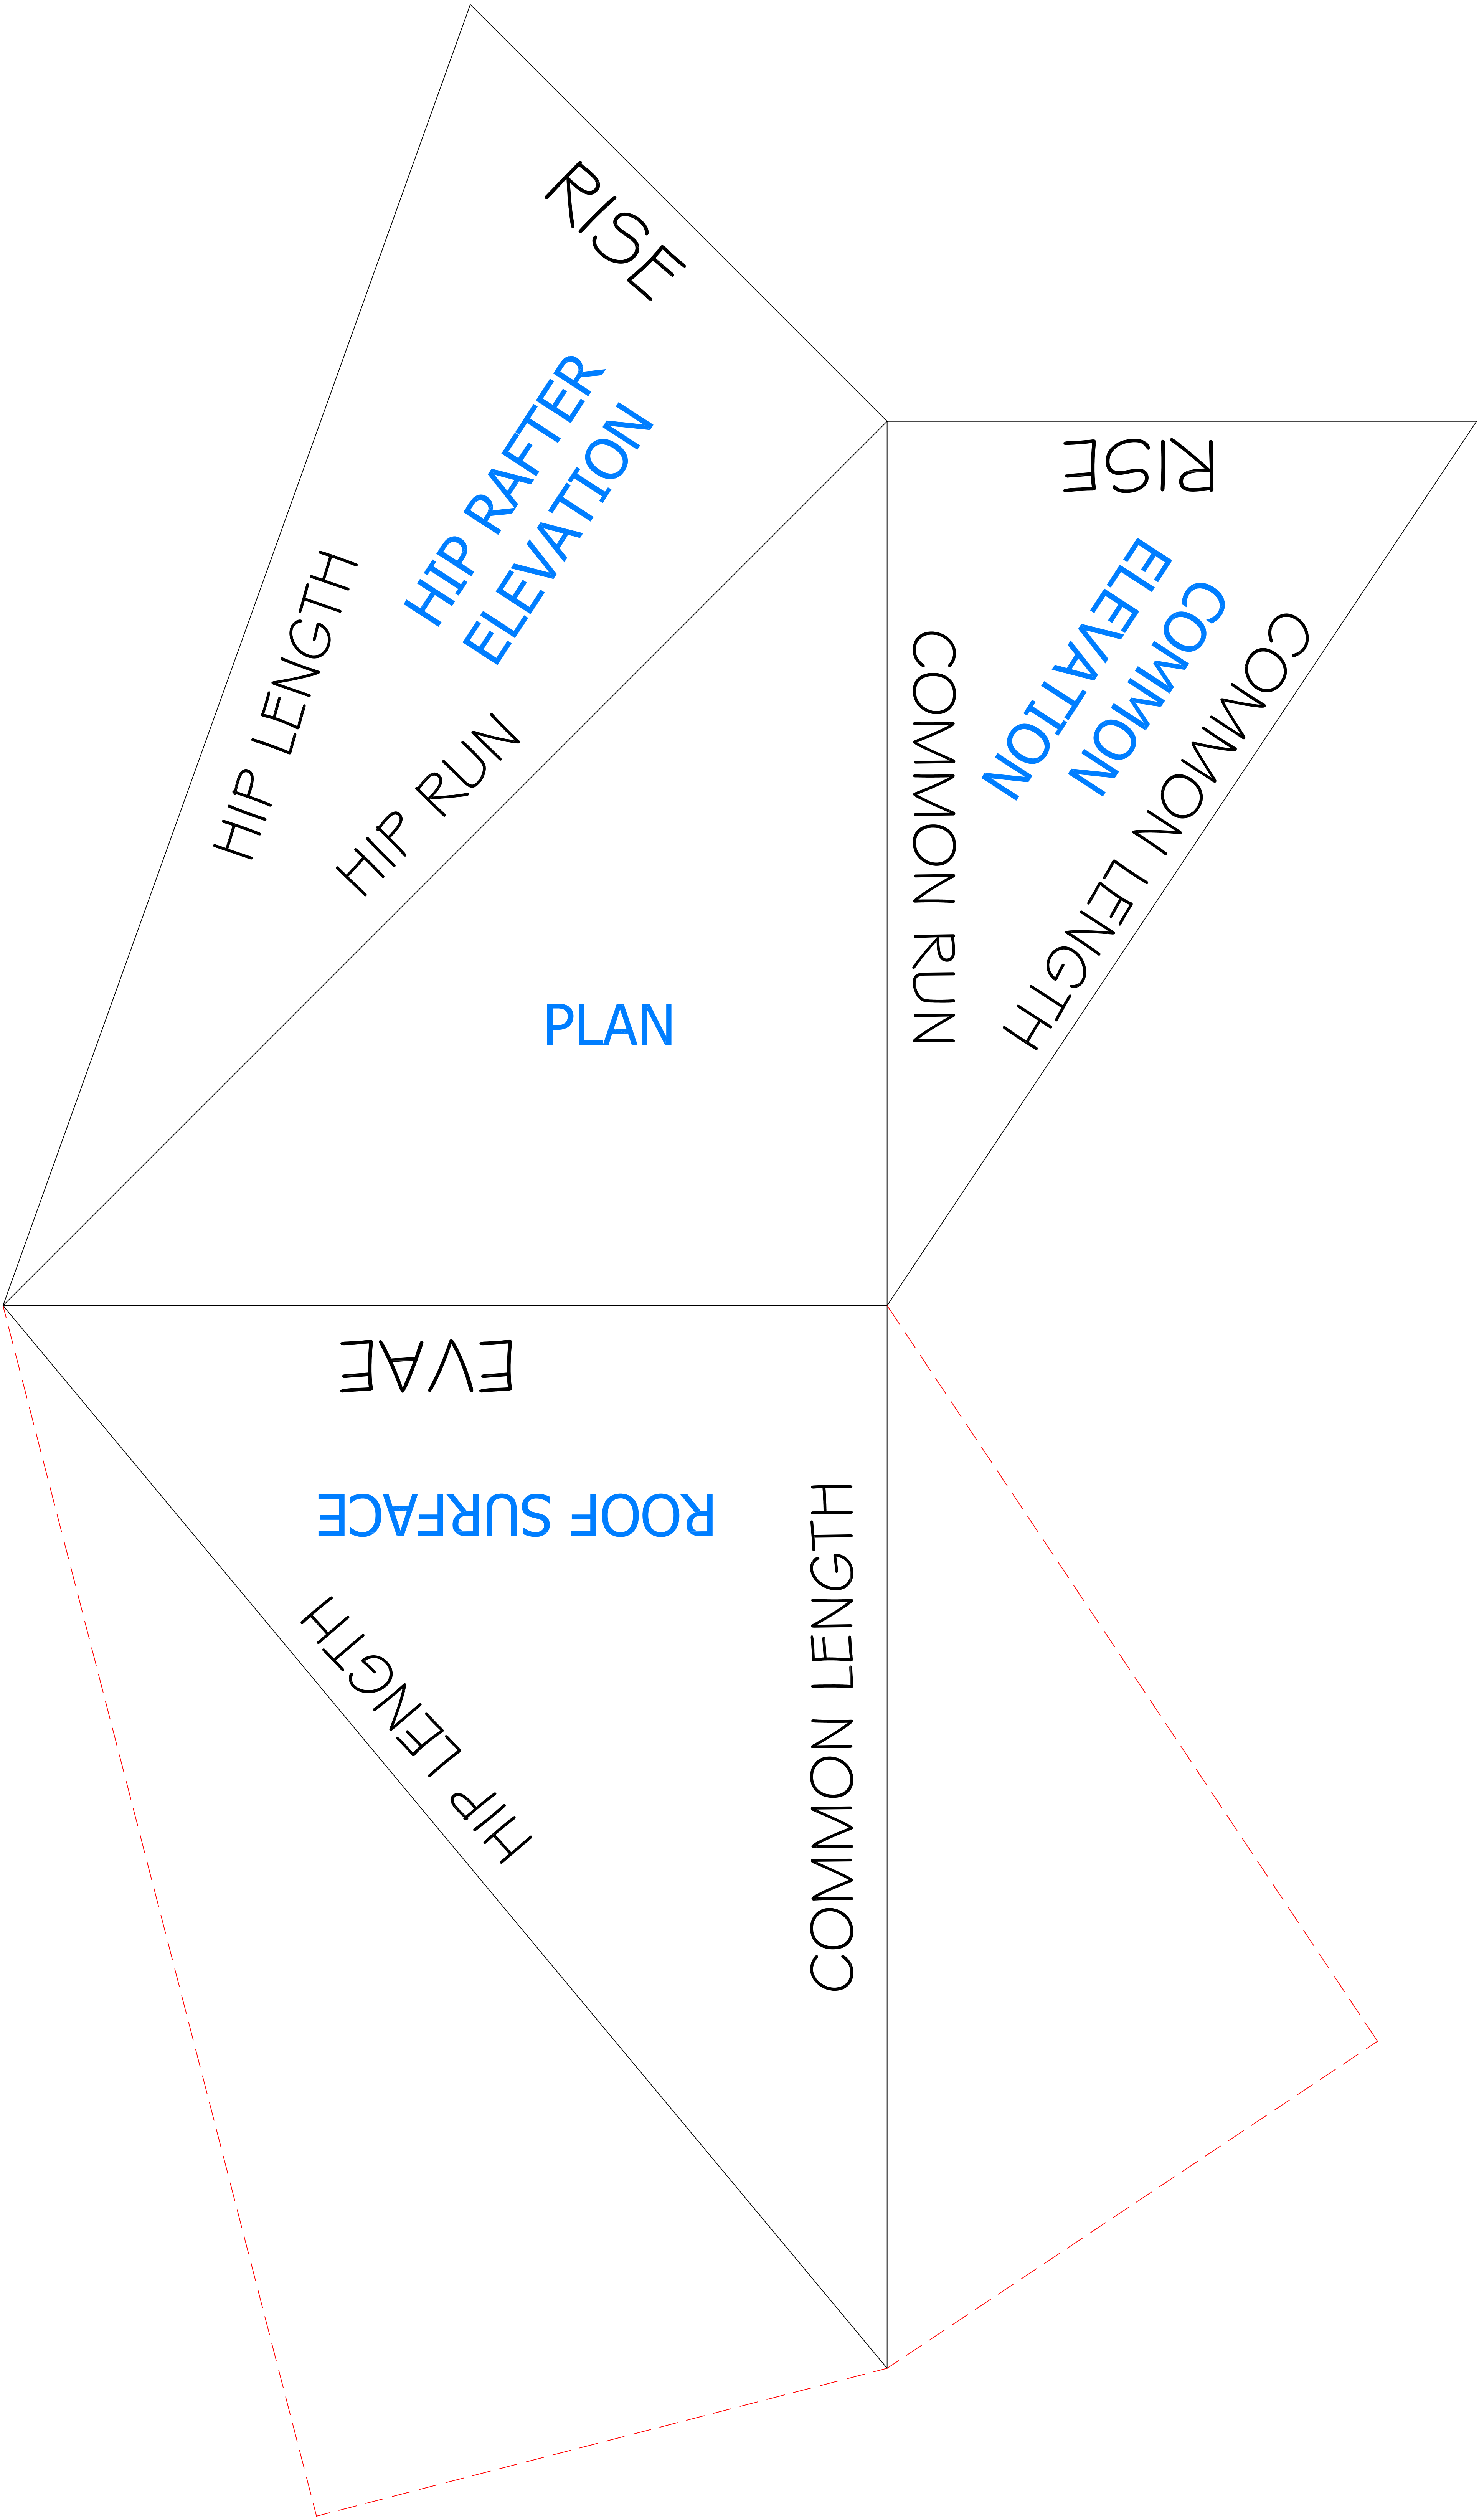 RISE
HIP RAFTER
ELEVATION
HIP LENGTH
HIP RUN
PLAN
RISE
COMMON
ELEVATION
COMMON LENGTH
COMMON RUN
EAVE
ROOF SURFACE
HIP LENGTH
COMMON LENGTH